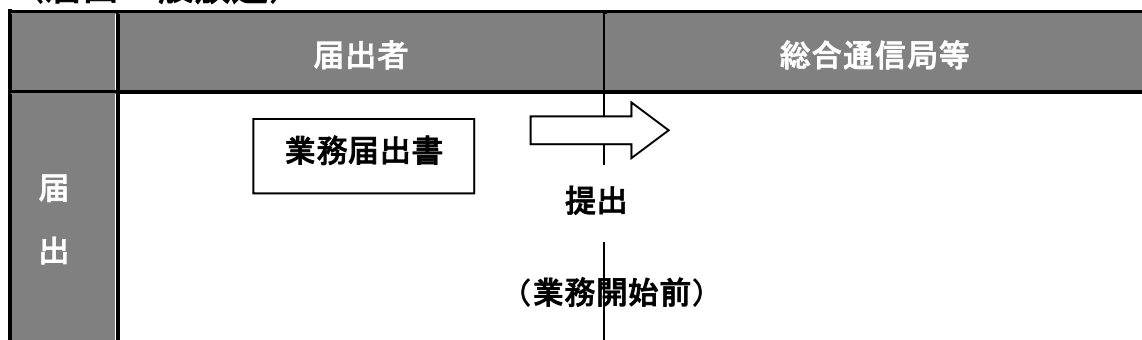 届出者
総合通信局等
届
出
業務届出書
提出
（業務開始前）